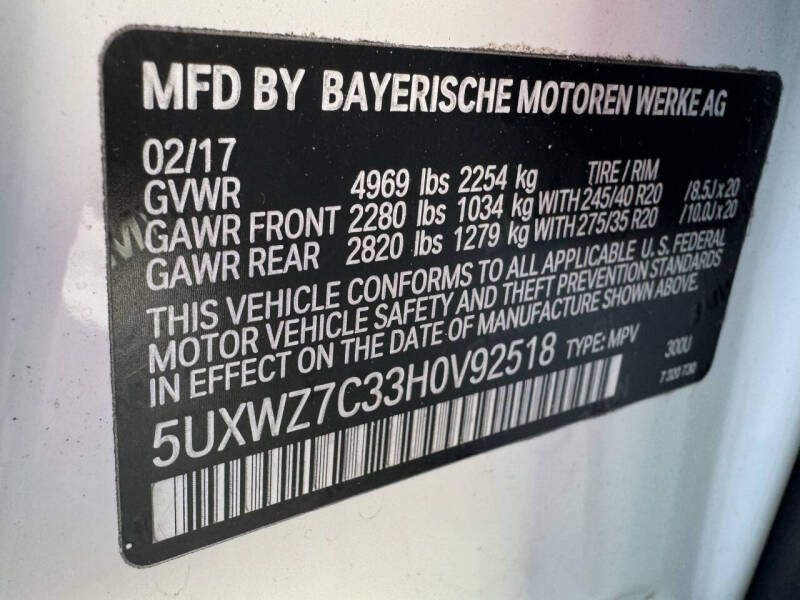 MFD BY BAYERISCHE MOTOREN WERKE AG
02/17 TIRE / RIM
GVWR 4969 lbs 2254 kg
GAWR FRONT 2280 lbs 1034 kg WITH 245/40 R20 /8.5J x 20
GAWR REAR 2820 lbs 1279 kg WITH 275/35 R20 /10.0J x 20
THIS VEHICLE CONFORMS TO ALL APPLICABLE U. S. FEDERAL
MOTOR VEHICLE SAFETY AND THEFT PREVENTION STANDARDS
IN EFFECT ON THE DATE OF MANUFACTURE SHOWN ABOVE.
5UXWZ7C33H0V92518 TYPE: MPV 300U
7 320 730